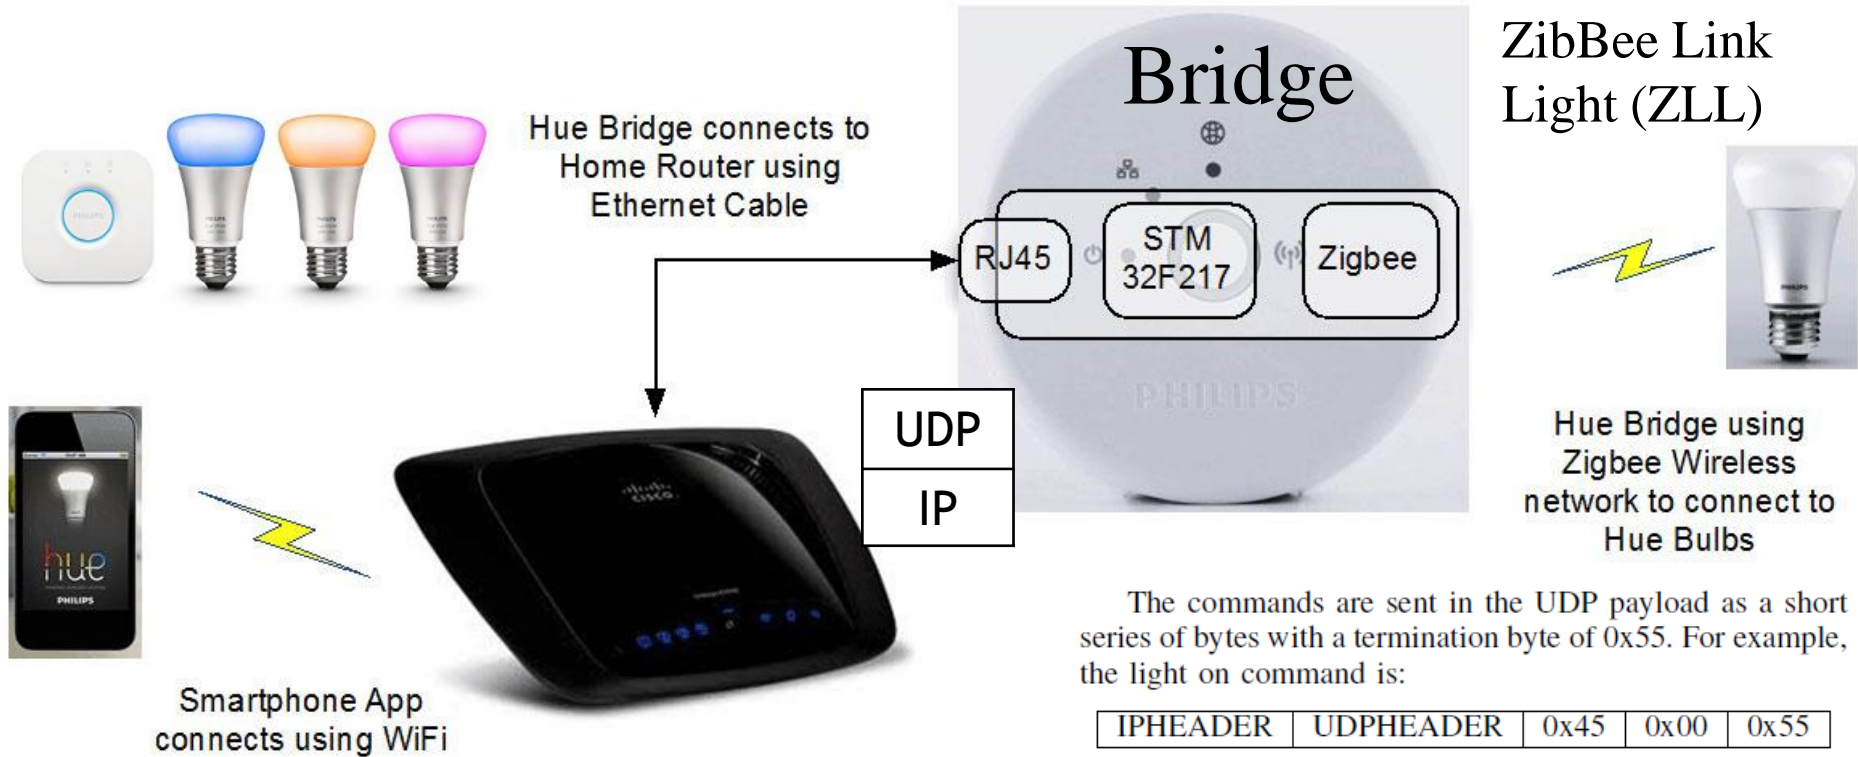 Bridge
ZibBee Link
Light (ZLL)
Hue Bridge connects to
Home Router using
Ethernet Cable
RJ45
STM
32F217
Zigbee
PHILIPS
UDP
IP
CISCO
hue
PHILIPS
Smartphone App
connects using WiFi
Hue Bridge using
Zigbee Wireless
network to connect to
Hue Bulbs
The commands are sent in the UDP payload as a short
series of bytes with a termination byte of 0x55. For example,
the light on command is:
IPHEADER UDPHEADER 0x45 0x00 0x55